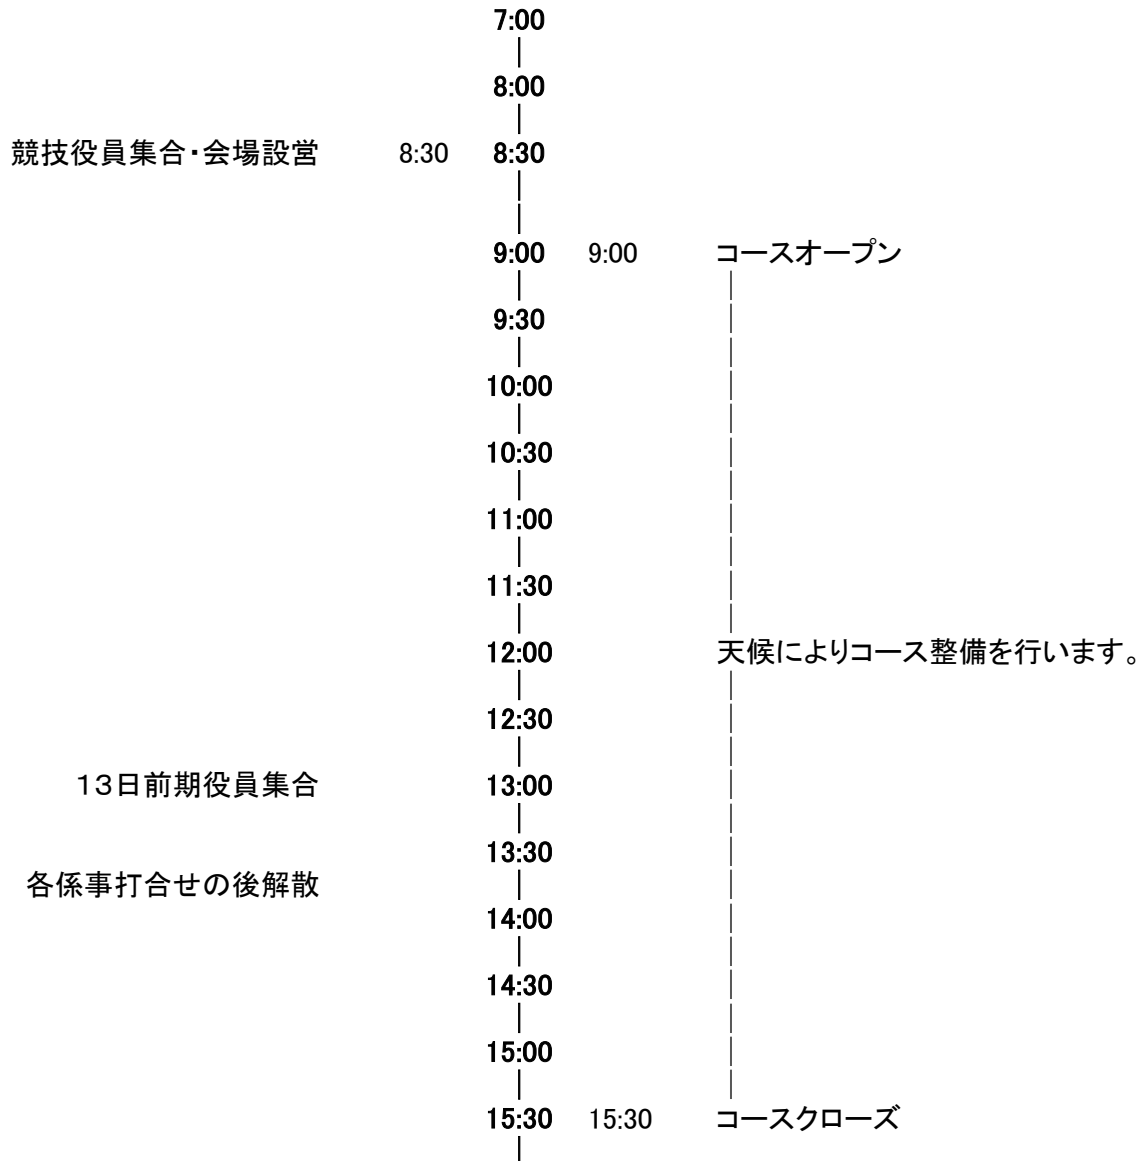 7:00
8:00
競技役員集合・会場設営 8:30 8:30
9:00 9:00 コースオープン
9:30
10:00
10:30
11:00
11:30
12:00 天候によりコース整備を行います。
12:30
１３日前期役員集合 13:00
13:30
各係事打合せの後解散
14:00
14:30
15:00
15:30 15:30 コースクローズ